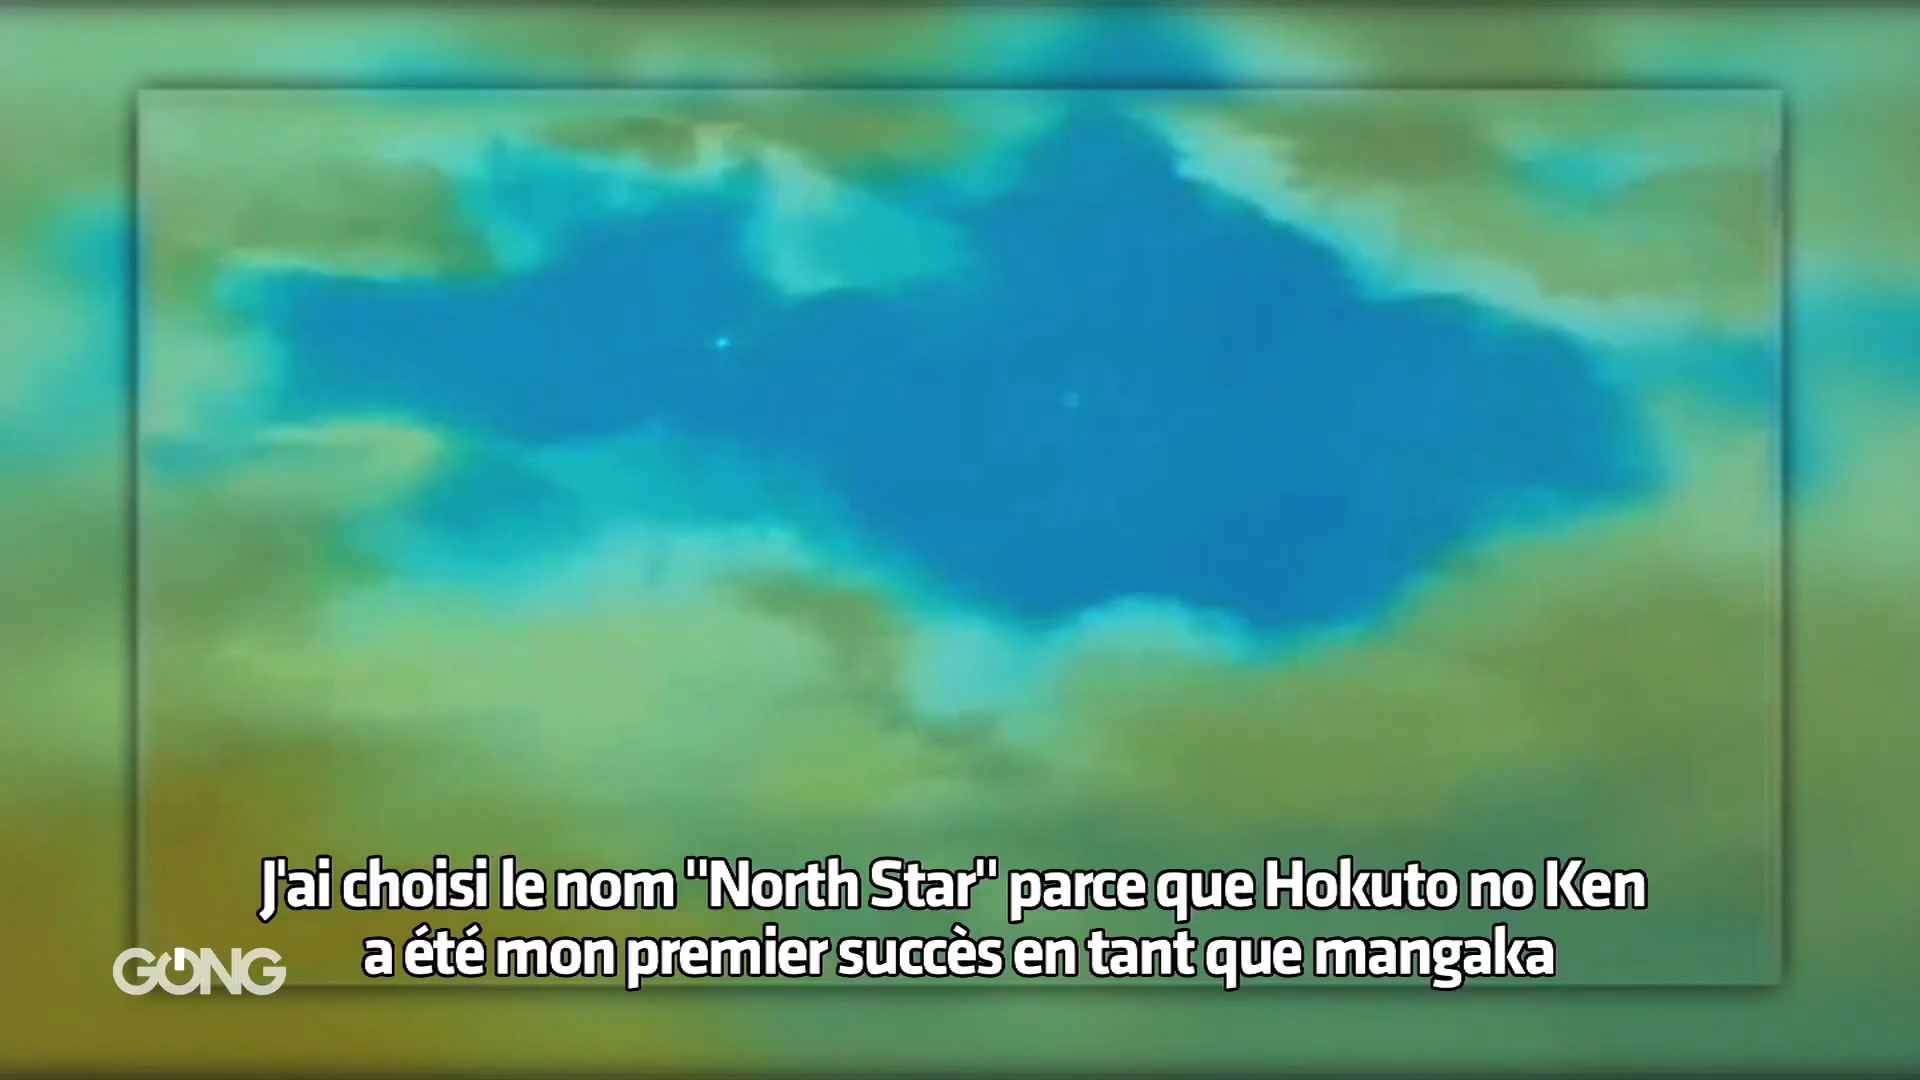 J'ai choisi le nom "North Star" parce que Hokuto no Ken
a été mon premier succès en tant que mangaka
GONG